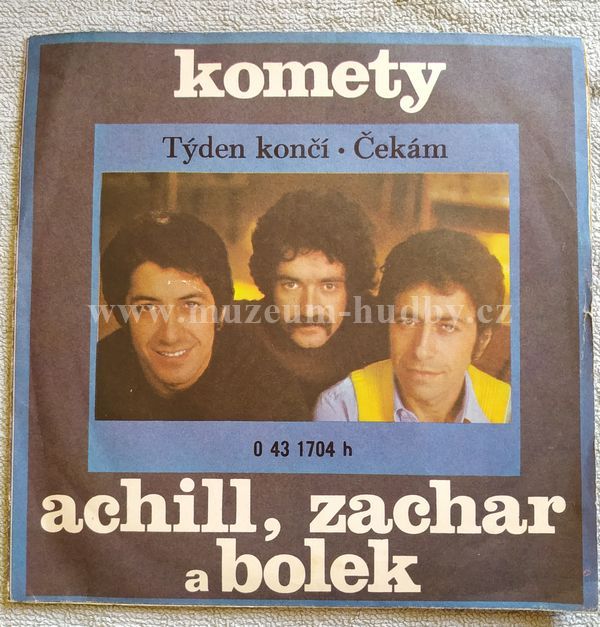 komety
Týden končí • Čekám
www.muzeum-hudby.cz
0 43 1704 h
achill, zachar
a bolek